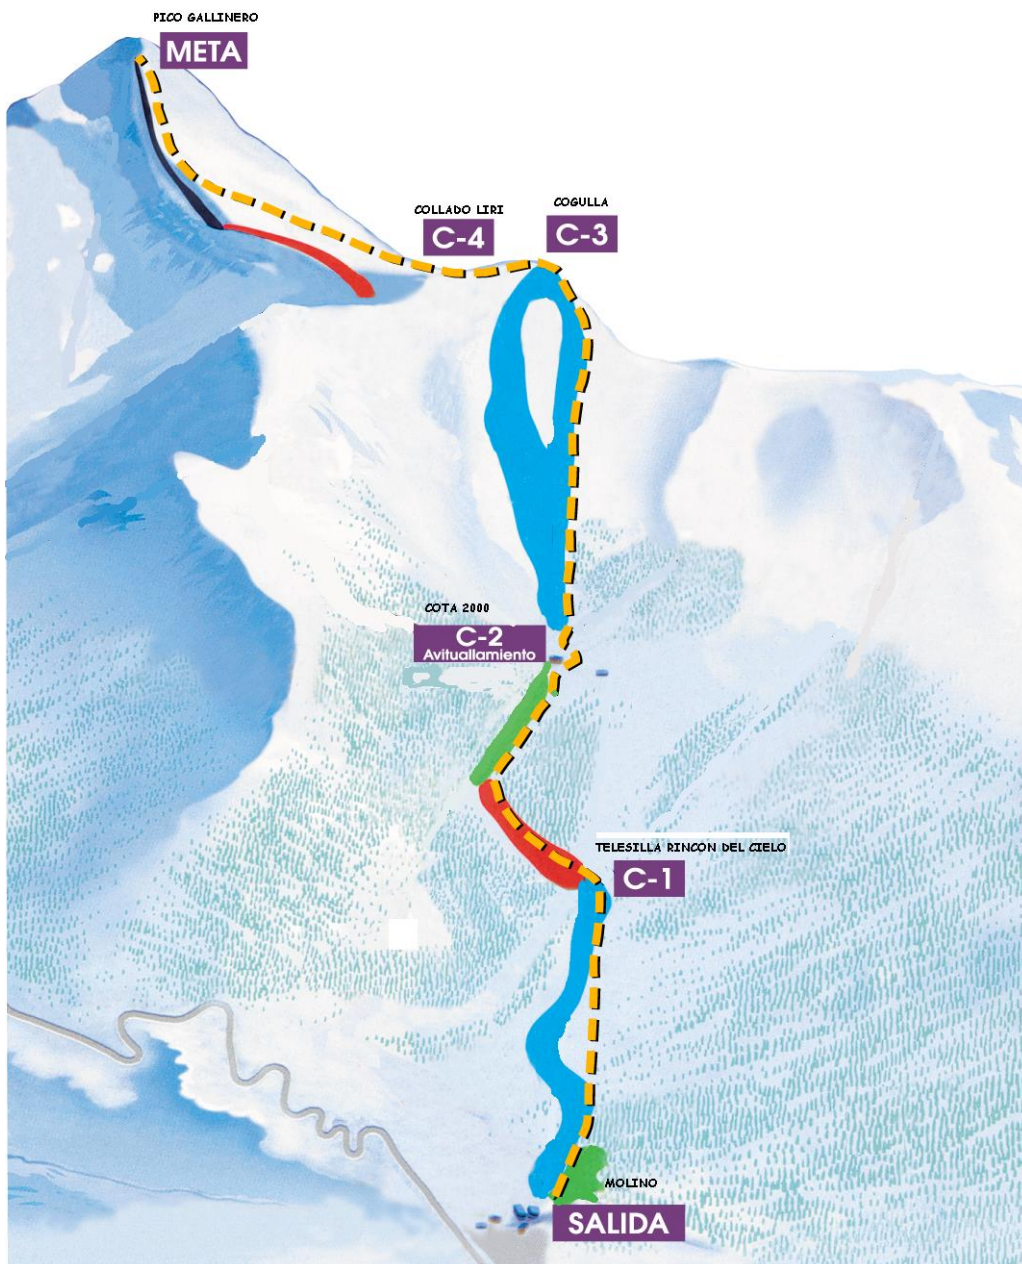 PICO GALLINERO
META
COLLADO LIRI
C-4
COGULLA
C-3
COTA 2000
C-2
Avituallamiento
TELESILLA RINCON DEL CIELO
C-1
MOLINO
SALIDA